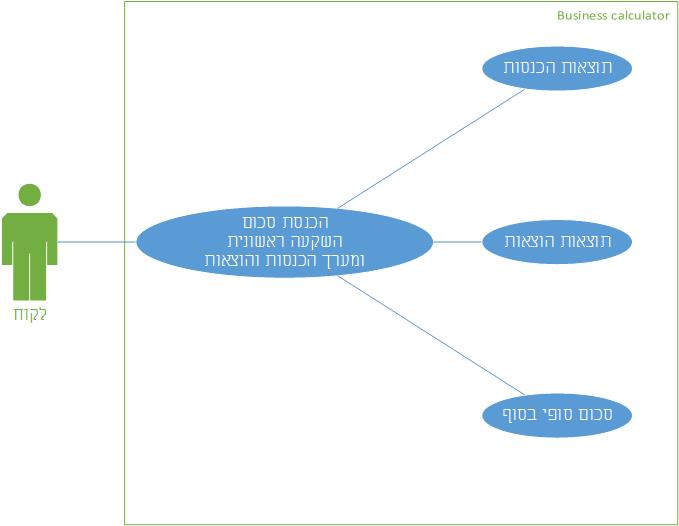 Business calculator
תוצאות הכנסות
הכנסת סכום
השקעה ראשונית
ומערך הכנסות והוצאות
תוצאות הוצאות
לקוח
סכום סופי בסוף